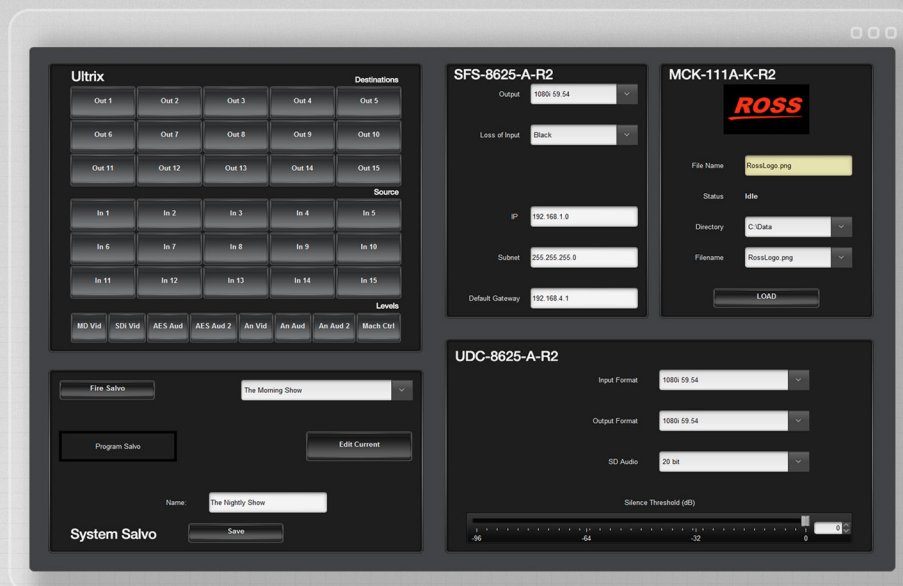 Ultrix
Destinations
Out 1 Out 2 Out 3 Out 4 Out 5
Out 6 Out 7 Out 8 Out 9 Out 10
Out 11 Out 12 Out 13 Out 14 Out 15
Source
In 1 In 2 In 3 In 4 In 5
In 6 In 7 In 8 In 9 In 10
In 11 In 12 In 13 In 14 In 15
Levels
MD Vid SDi Vid AES Aud AES Aud 2 An Vid An Aud An Aud 2 Mach Ctrl
Fire Salvo The Morning Show
Program Salvo Edit Current
Name: The Nightly Show
System Salvo Save
SFS-8625-A-R2
Output 1080i 59.54
Loss of Input Black
IP 192.168.1.0
Subnet 255.255.255.0
Default Gateway 192.168.4.1
MCK-111A-K-R2
ROSS
File Name RossLogo.png
Status Idle
Directory C:\Data
Filename RossLogo.png
LOAD
UDC-8625-A-R2
Input Format 1080i 59.54
Output Format 1080i 59.54
SD Audio 20 bit
Silence Threshold (dB)
0
-96 -64 -32 0